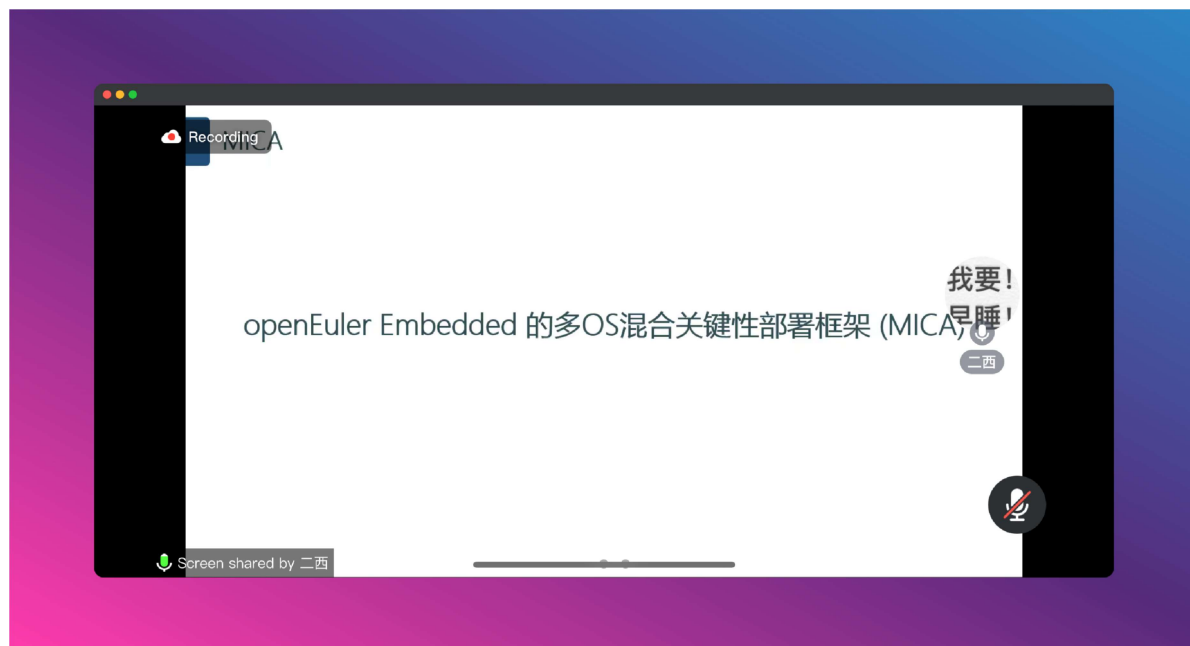 Recording
MICA
我要!
早睡!
openEuler Embedded 的多OS混合关键性部署框架 (MICA)
二西
Screen shared by 二西